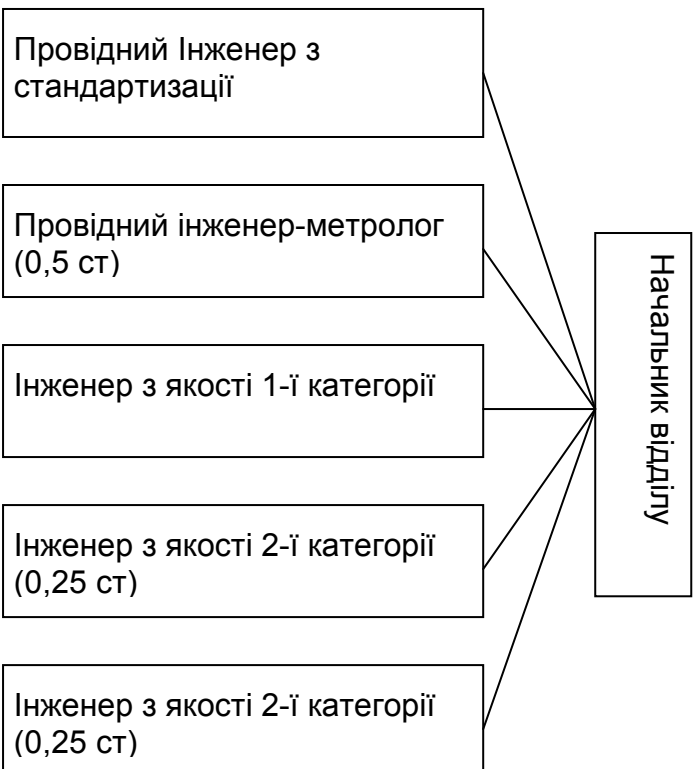 Провідний Інженер з
стандартизації
Провідний інженер-метролог
(0,5 ст)
Інженер з якості 1-ї категорії
Інженер з якості 2-ї категорії
(0,25 ст)
Інженер з якості 2-ї категорії
(0,25 ст)
Начальник відділу